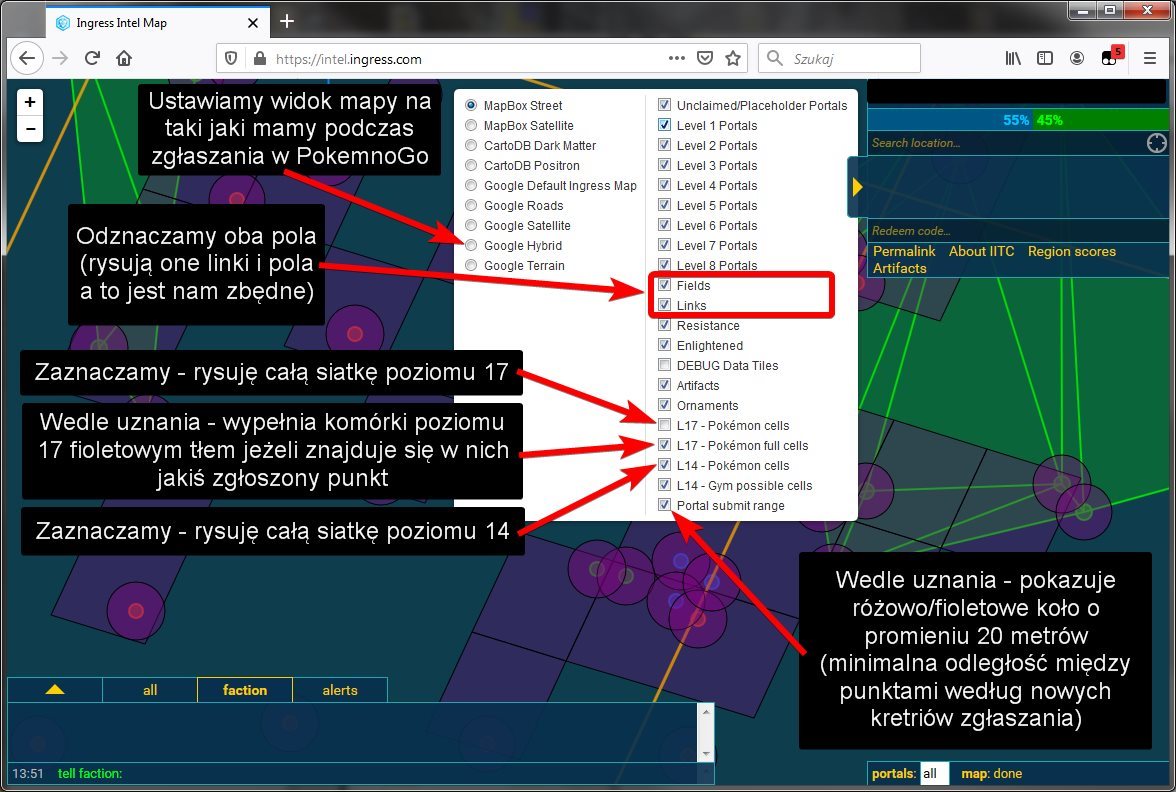 Ingress Intel Map
https://intel.ingress.com
Szukaj
5
+
−
Ustawiamy widok mapy na
taki jaki mamy podczas
zgłaszania w PokemnoGo
Odznaczamy oba pola
(rysują one linki i pola
a to jest nam zbędne)
Zaznaczamy - rysuję całą siatkę poziomu 17
Wedle uznania - wypełnia komórki poziomu
17 fioletowym tłem jeżeli znajduje się w nich
jakiś zgłoszony punkt
Zaznaczamy - rysuję całą siatkę poziomu 14
MapBox Street
MapBox Satellite
CartoDB Dark Matter
CartoDB Positron
Google Default Ingress Map
Google Roads
Google Satellite
Google Hybrid
Google Terrain
Unclaimed/Placeholder Portals
Level 1 Portals
Level 2 Portals
Level 3 Portals
Level 4 Portals
Level 5 Portals
Level 6 Portals
Level 7 Portals
Level 8 Portals
Fields
Links
Resistance
Enlightened
DEBUG Data Tiles
Artifacts
Ornaments
L17 - Pokémon cells
L17 - Pokémon full cells
L14 - Pokémon cells
L14 - Gym possible cells
Portal submit range
55% 45%
Search location...
Redeem code...
Permalink About IITC Region scores
Artifacts
Wedle uznania - pokazuje
różowo/fioletowe koło o
promieniu 20 metrów
(minimalna odległość między
punktami według nowych
kretriów zgłaszania)
all faction alerts
13:51 tell faction:
portals: all map: done